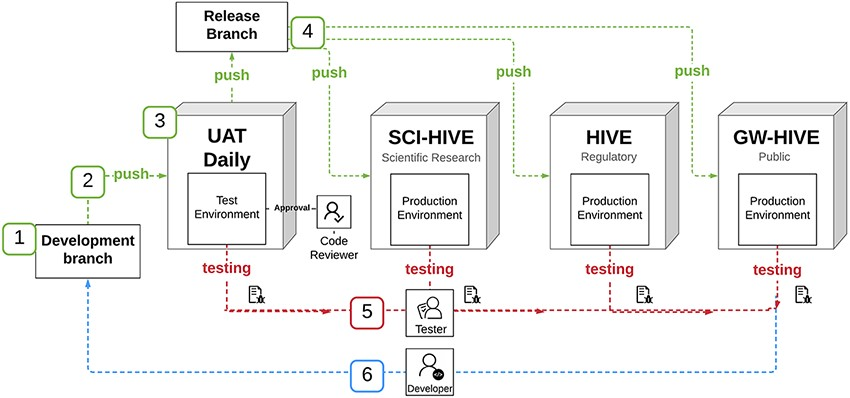 Release
Branch
4
push
push
push
push
3
UAT
Daily
SCI-HIVE
Scientific Research
HIVE
Regulatory
GW-HIVE
Public
2
push
Test
Environment
Approval
Production
Environment
Production
Environment
Production
Environment
1
Development
branch
Code
Reviewer
testing
testing
testing
testing
5
Tester
6
Developer